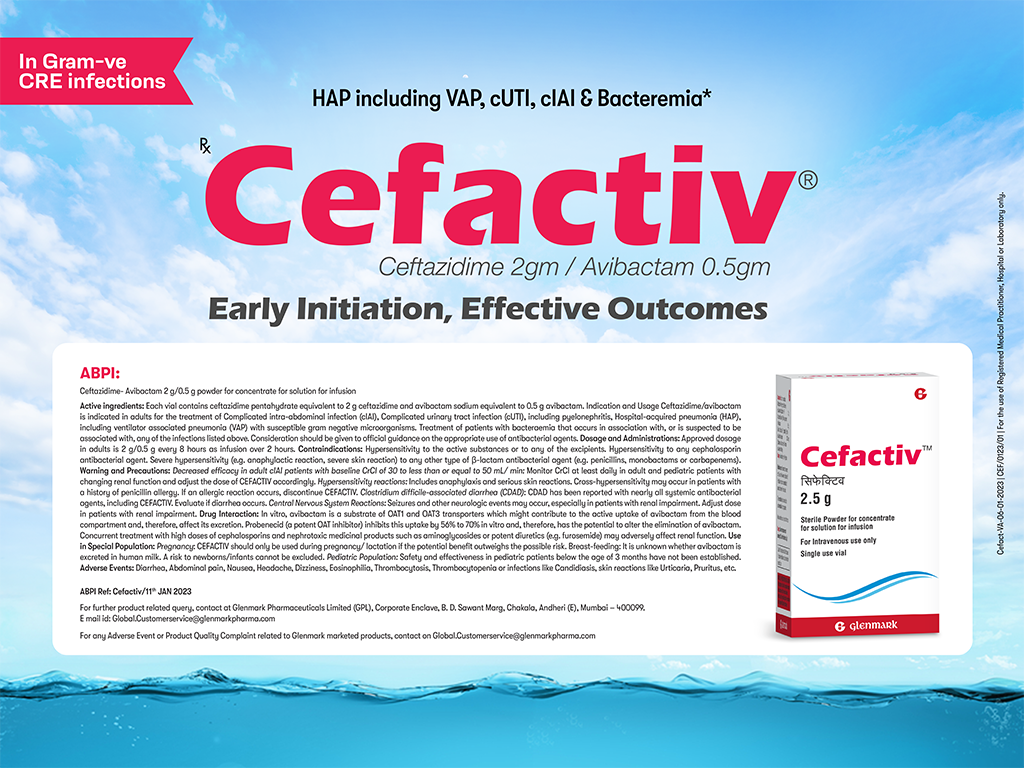 In Gram-ve
CRE infections
HAP including VAP, cUTI, cIAI & Bacteremia*
Rx
Cefactiv®
Ceftazidime 2gm / Avibactam 0.5gm
Early Initiation, Effective Outcomes
ABPI:
Ceftazidime- Avibactam 2 g/0.5 g powder for concentrate for solution for infusion
Active ingredients: Each vial contains ceftazidime pentahydrate equivalent to 2 g ceftazidime and avibactam sodium equivalent to 0.5 g avibactam. Indication and Usage Ceftazidime/avibactam
is indicated in adults for the treatment of Complicated intra-abdominal infection (cIAI), Complicated urinary tract infection (cUTI), including pyelonephritis, Hospital-acquired pneumonia (HAP),
including ventilator associated pneumonia (VAP) with susceptible gram negative microorganisms. Treatment of patients with bacteraemia that occurs in association with, or is suspected to be
associated with, any of the infections listed above. Consideration should be given to official guidance on the appropriate use of antibacterial agents. Dosage and Administrations: Approved dosage
in adults is 2 g/0.5 g every 8 hours as infusion over 2 hours. Contraindications: Hypersensitivity to the active substances or to any of the excipients. Hypersensitivity to any cephalosporin
antibacterial agent. Severe hypersensitivity (e.g. anaphylactic reaction, severe skin reaction) to any other type of β-lactam antibacterial agent (e.g. penicillins, monobactams or carbapenems).
Warning and Precautions: Decreased efficacy in adult cIAI patients with baseline CrCl of 30 to less than or equal to 50 mL/ min: Monitor CrCl at least daily in adult and pediatric patients with
changing renal function and adjust the dose of CEFACTIV accordingly. Hypersensitivity reactions: Includes anaphylaxis and serious skin reactions. Cross-hypersensitivity may occur in patients with
a history of penicillin allergy. If an allergic reaction occurs, discontinue CEFACTIV. Clostridium difficile-associated diarrhea (CDAD): CDAD has been reported with nearly all systemic antibacterial
agents, including CEFACTIV. Evaluate if diarrhea occurs. Central Nervous System Reactions: Seizures and other neurologic events may occur, especially in patients with renal impairment. Adjust dose
in patients with renal impairment. Drug Interaction: In vitro, avibactam is a substrate of OAT1 and OAT3 transporters which might contribute to the active uptake of avibactam from the blood
compartment and, therefore, affect its excretion. Probenecid (a potent OAT inhibitor) inhibits this uptake by 56% to 70% in vitro and, therefore, has the potential to alter the elimination of avibactam.
Concurrent treatment with high doses of cephalosporins and nephrotoxic medicinal products such as aminoglycosides or potent diuretics (e.g. furosemide) may adversely affect renal function. Use
in Special Population: Pregnancy: CEFACTIV should only be used during pregnancy/ lactation if the potential benefit outweighs the possible risk. Breast-feeding: It is unknown whether avibactam is
excreted in human milk. A risk to newborns/infants cannot be excluded. Pediatric Population: Safety and effectiveness in pediatric patients below the age of 3 months have not been established.
Adverse Events: Diarrhea, Abdominal pain, Nausea, Headache, Dizziness, Eosinophilia, Thrombocytosis, Thrombocytopenia or infections like Candidiasis, skin reactions like Urticaria, Pruritus, etc.
ABPI Ref: Cefactiv/11th JAN 2023
For further product related query, contact at Glenmark Pharmaceuticals Limited (GPL), Corporate Enclave, B. D. Sawant Marg, Chakala, Andheri (E), Mumbai – 400099.
E mail id: Global.Customerservice@glenmarkpharma.com
For any Adverse Event or Product Quality Complaint related to Glenmark marketed products, contact on Global.Customerservice@glenmarkpharma.com
Cefactiv™
सिफेक्टिव
2.5 g
Sterile Powder for concentrate
for solution for infusion
For Intravenous use only
Single use vial
glenmark
Cefact-VA-06-01-2023 | CEF/0123/01 | For the use of Registered Medical Practitioner, Hospital or Laboratory only.